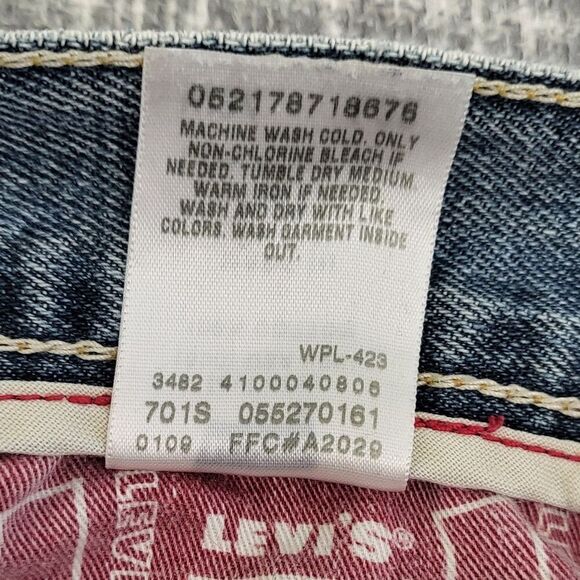 052178718676
MACHINE WASH COLD. ONLY
NON-CHLORINE BLEACH IF
NEEDED. TUMBLE DRY MEDIUM.
WARM IRON IF NEEDED.
WASH AND DRY WITH LIKE
COLORS. WASH GARMENT INSIDE
OUT.
WPL-423
3482 4100040806
701S 055270161
0109 FFC#A2029
LEVI'S®